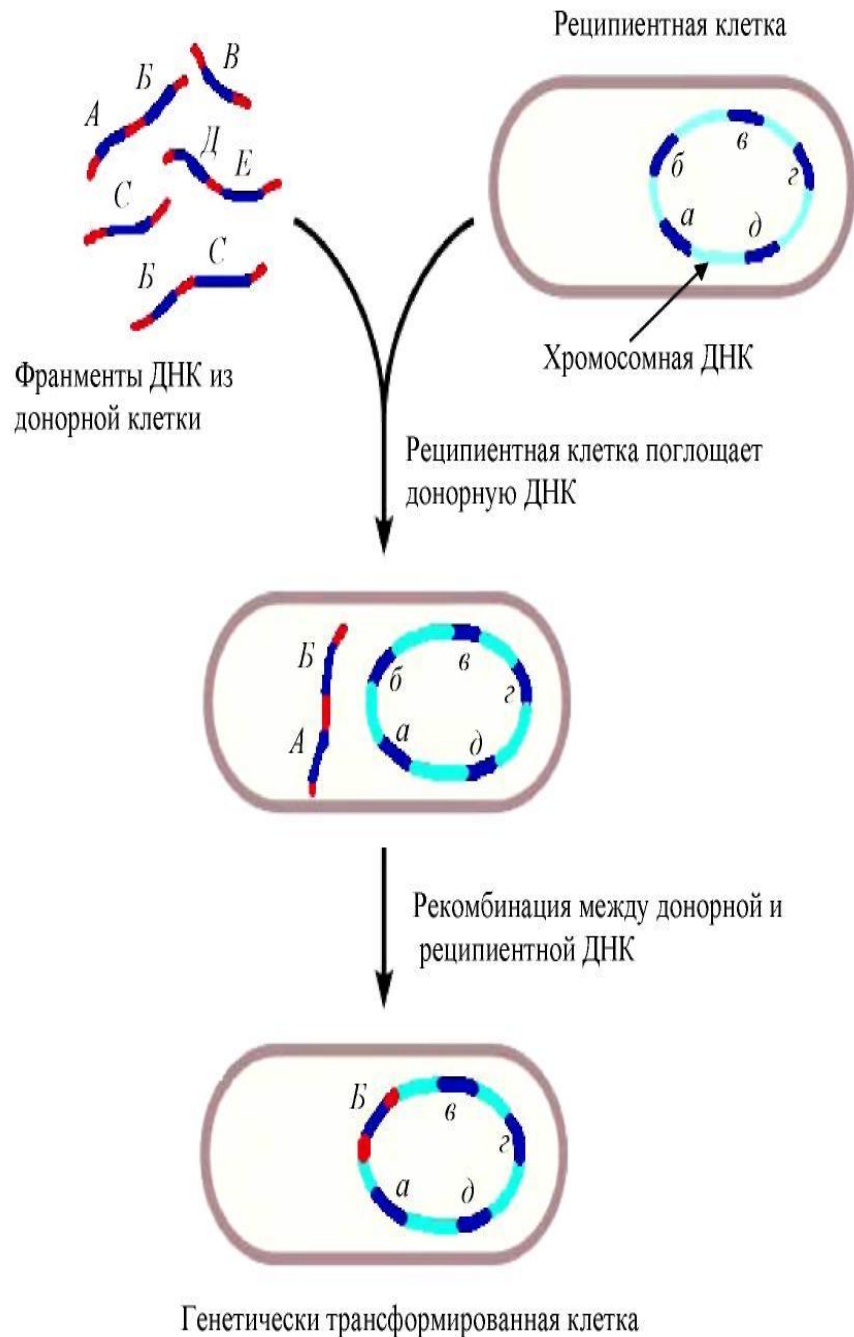 Реципиентная клетка
В
Б
А
Д
Е
С
С
Б
в
б
г
а
д
Хромосомная ДНК
Франменты ДНК из
донорной клетки
Реципиентная клетка поглощает
донорную ДНК
Б
А
в
б
г
а
д
Рекомбинация между донорной и
реципиентной ДНК
Б
в
г
а
д
Генетически трансформированная клетка